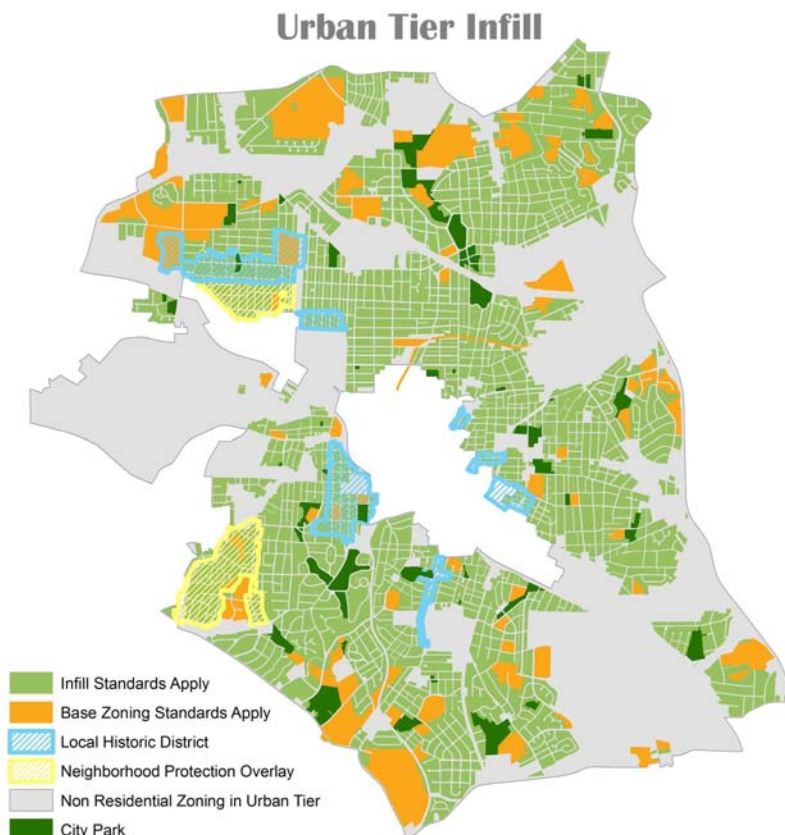 Urban Tier Infill
Infill Standards Apply
Base Zoning Standards Apply
Local Historic District
Neighborhood Protection Overlay
Non Residential Zoning in Urban Tier
City Park